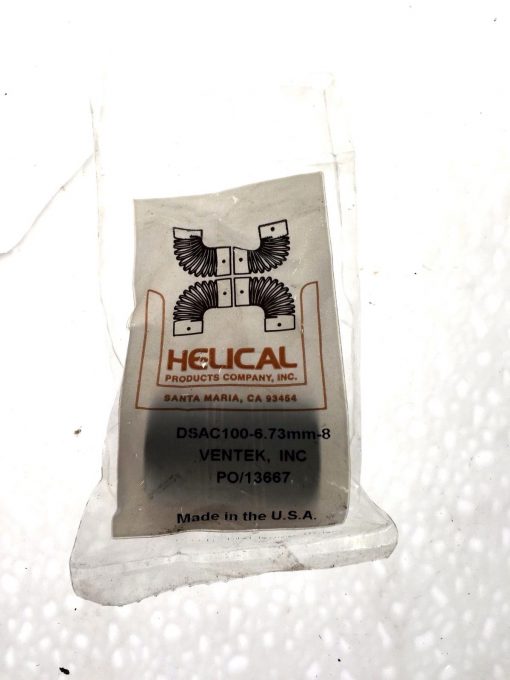 HELICAL
PRODUCTS COMPANY, INC.
SANTA MARIA, CA 93454
DSAC100-6.73mm-8
VENTEK, INC
PO/13667
Made in the U.S.A.